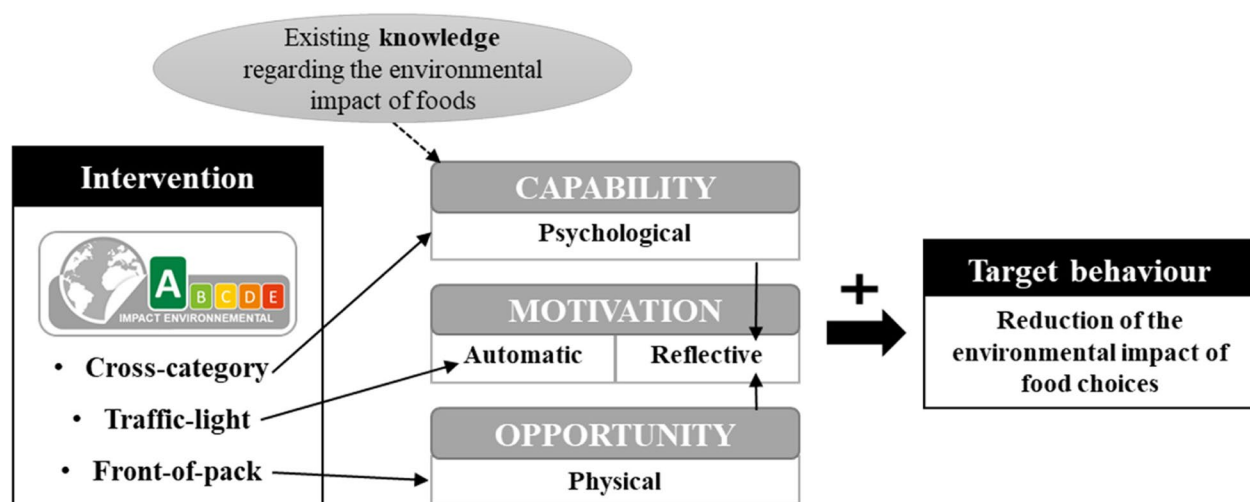 Existing knowledge
regarding the environmental
impact of foods
Intervention
A
B
C
D
E
IMPACT ENVIRONNEMENTAL
• Cross-category
• Traffic-light
• Front-of-pack
CAPABILITY
Psychological
MOTIVATION
Automatic
Reflective
OPPORTUNITY
Physical
+
Target behaviour
Reduction of the
environmental impact of
food choices